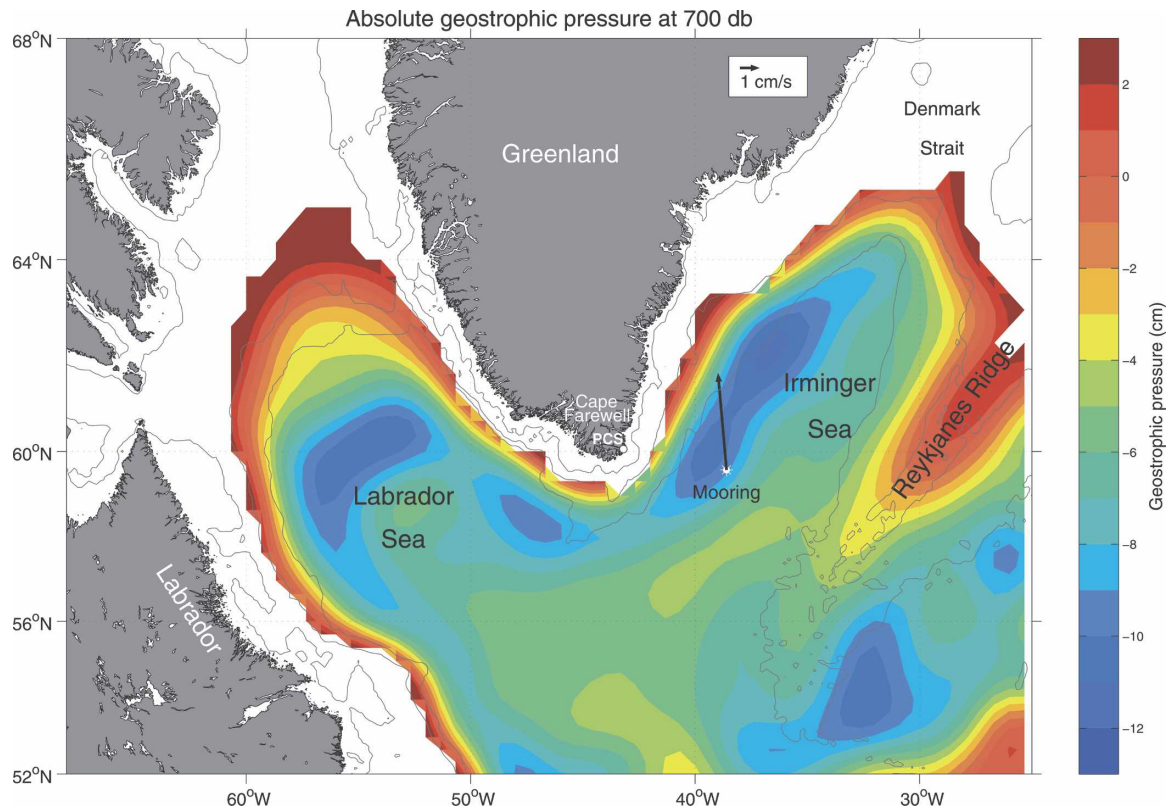 Absolute geostrophic pressure at 700 db
68°N
64°N
60°N
56°N
52°N
60°W
50°W
40°W
30°W
1 cm/s
Denmark
Strait
Greenland
Cape
Farewell
PCS
Irminger
Sea
Mooring
Reykjanes Ridge
Labrador
Sea
Labrador
2
0
−2
−4
−6
−8
−10
−12
Geostrophic pressure (cm)